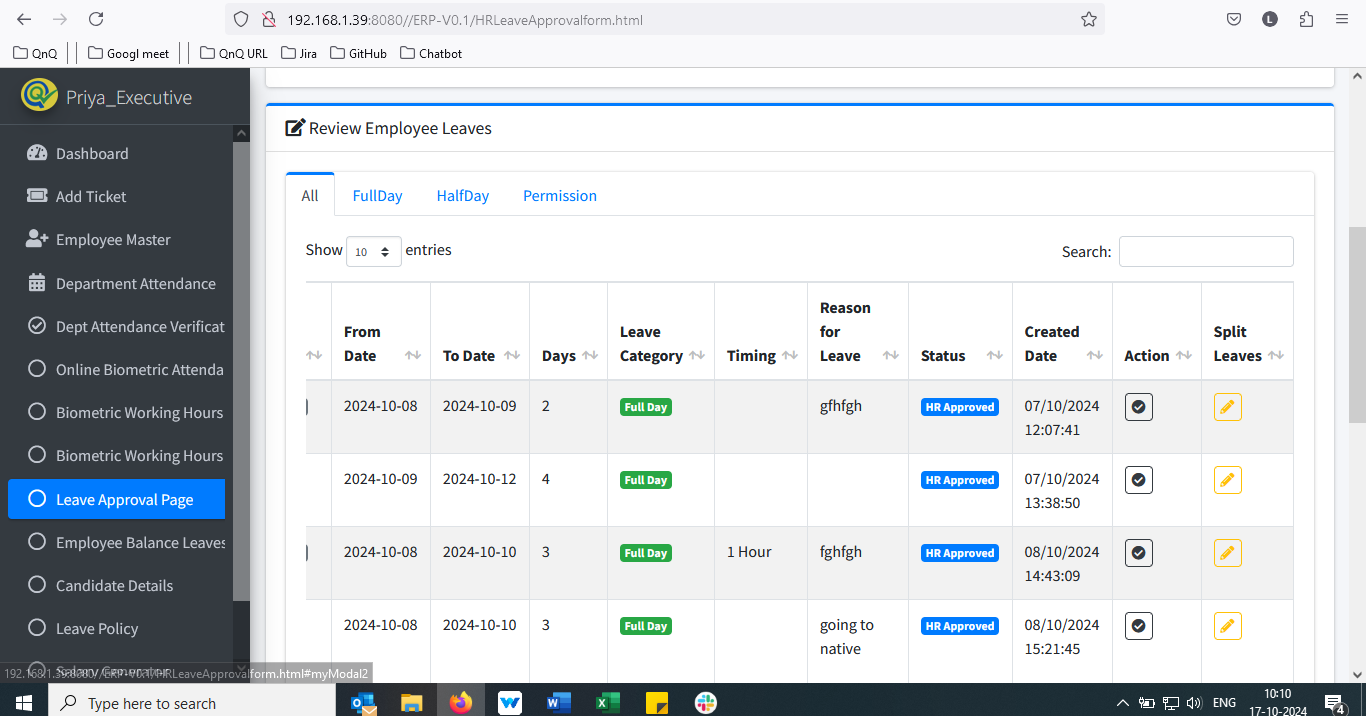 192.168.1.39:8080//ERP-V0.1/HRLeaveApprovalform.html
L
QnQ
Googl meet
QnQ URL
Jira
GitHub
Chatbot
Priya_Executive
Dashboard
Add Ticket
Employee Master
Department Attendance
Dept Attendance Verificat
Online Biometric Attenda
Biometric Working Hours
Biometric Working Hours
Leave Approval Page
Employee Balance Leaves
Candidate Details
Leave Policy
Salary Generator
192.168.1.39:8080//ERP-V0.1/HRLeaveApprovalform.html#myModal2
Review Employee Leaves
All FullDay HalfDay Permission
Show 10 entries Search:
From Date To Date Days Leave Category Timing Reason for Leave Status Created Date Action Split Leaves
2024-10-08 2024-10-09 2 Full Day gfhfgh HR Approved 07/10/2024
12:07:41
2024-10-09 2024-10-12 4 Full Day HR Approved 07/10/2024
13:38:50
2024-10-08 2024-10-10 3 Full Day 1 Hour fghfgh HR Approved 08/10/2024
14:43:09
2024-10-08 2024-10-10 3 Full Day going to HR Approved 08/10/2024
native 15:21:45
Type here to search
ENG
10:10
17-10-2024
4